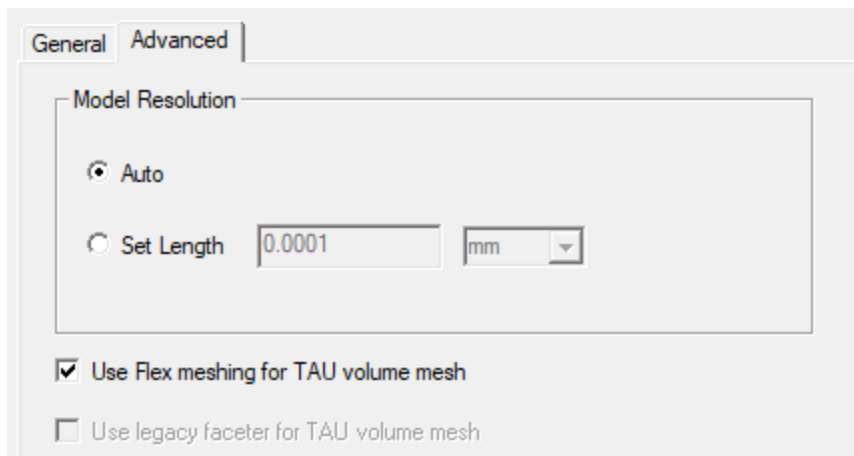 General Advanced
Model Resolution
Auto
Set Length 0.0001 mm
Use Flex meshing for TAU volume mesh
Use legacy faceter for TAU volume mesh